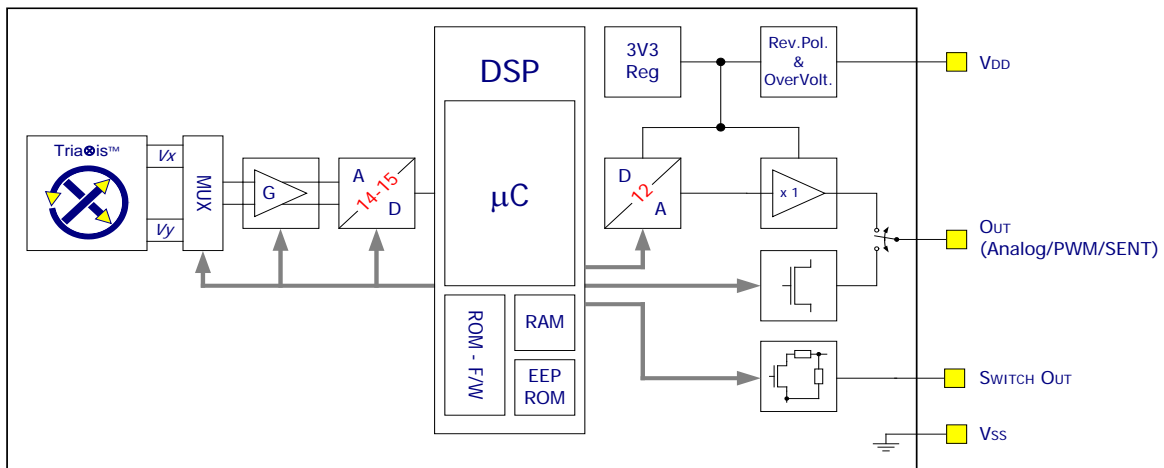 Tria⊗is™
Vx
Vy
MUX
G
A
14-15
D
DSP
µC
ROM - F/W
RAM
EEP
ROM
3V3
Reg
Rev.Pol.
&
OverVolt.
D
12
A
x 1
VDD
OUT
(Analog/PWM/SENT)
SWITCH OUT
VSS